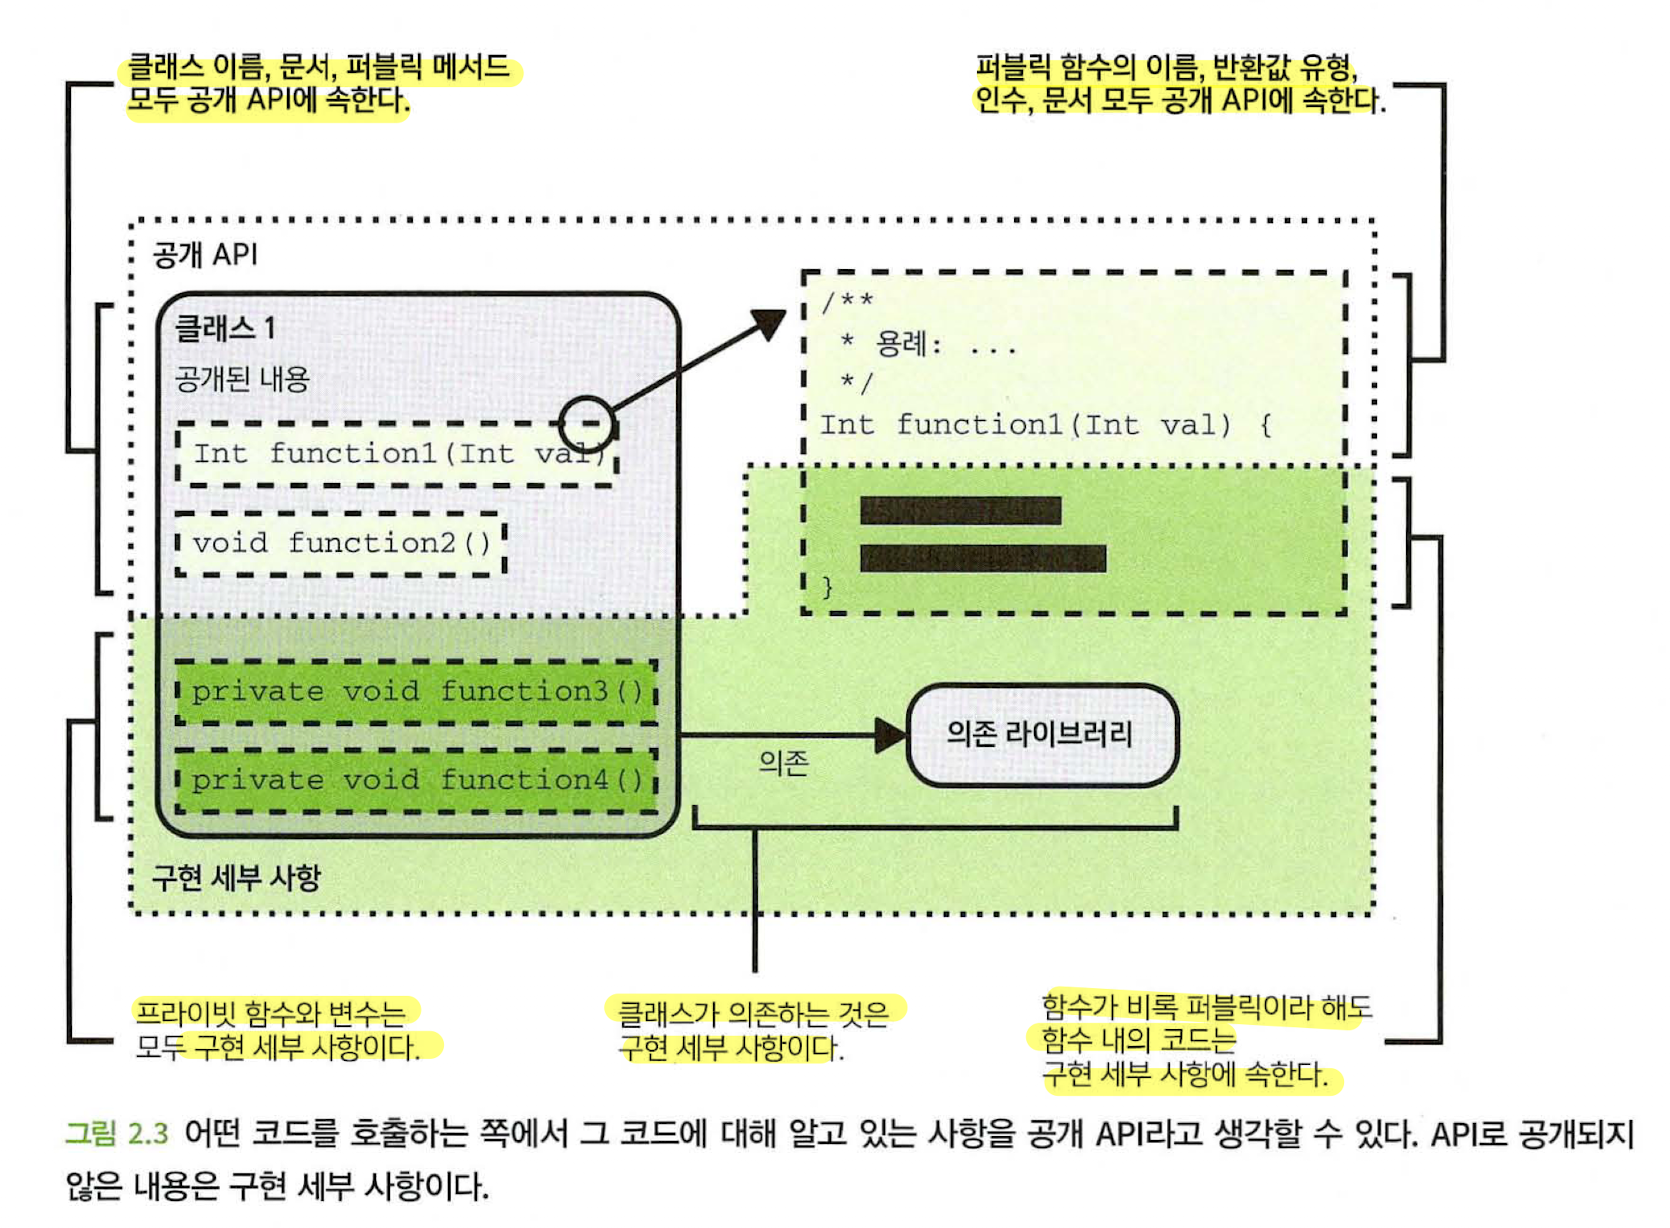 클래스 이름, 문서, 퍼블릭 메서드
모두 공개 API에 속한다.
퍼블릭 함수의 이름, 반환값 유형,
인수, 문서 모두 공개 API에 속한다.
공개 API
클래스 1
공개된 내용
Int function1(Int val)
void function2()
/**
* 용례: ...
*/
Int function1(Int val) {
}
private void function3()
private void function4()
의존
의존 라이브러리
구현 세부 사항
프라이빗 함수와 변수는
모두 구현 세부 사항이다.
클래스가 의존하는 것은
구현 세부 사항이다.
함수가 비록 퍼블릭이라 해도
함수 내의 코드는
구현 세부 사항에 속한다.
그림 2.3 어떤 코드를 호출하는 쪽에서 그 코드에 대해 알고 있는 사항을 공개 API라고 생각할 수 있다. API로 공개되지
않은 내용은 구현 세부 사항이다.